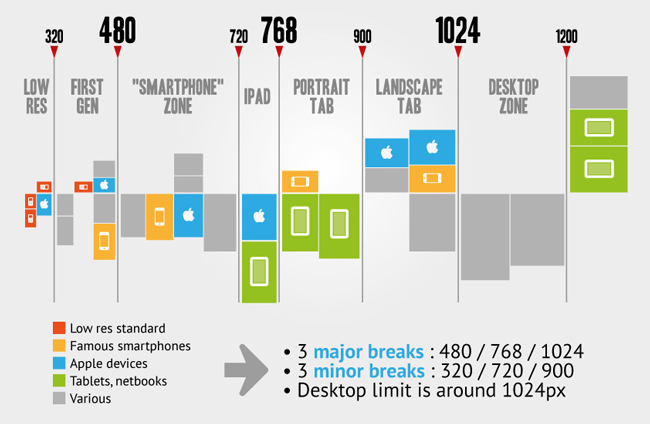 320 480 720 768 900 1024 1200
LOW RES
FIRST GEN
"SMARTPHONE" ZONE
IPAD
PORTRAIT TAB
LANDSCAPE TAB
DESKTOP ZONE
Low res standard
Famous smartphones
Apple devices
Tablets, netbooks
Various
• 3 major breaks : 480 / 768 / 1024
• 3 minor breaks : 320 / 720 / 900
• Desktop limit is around 1024px